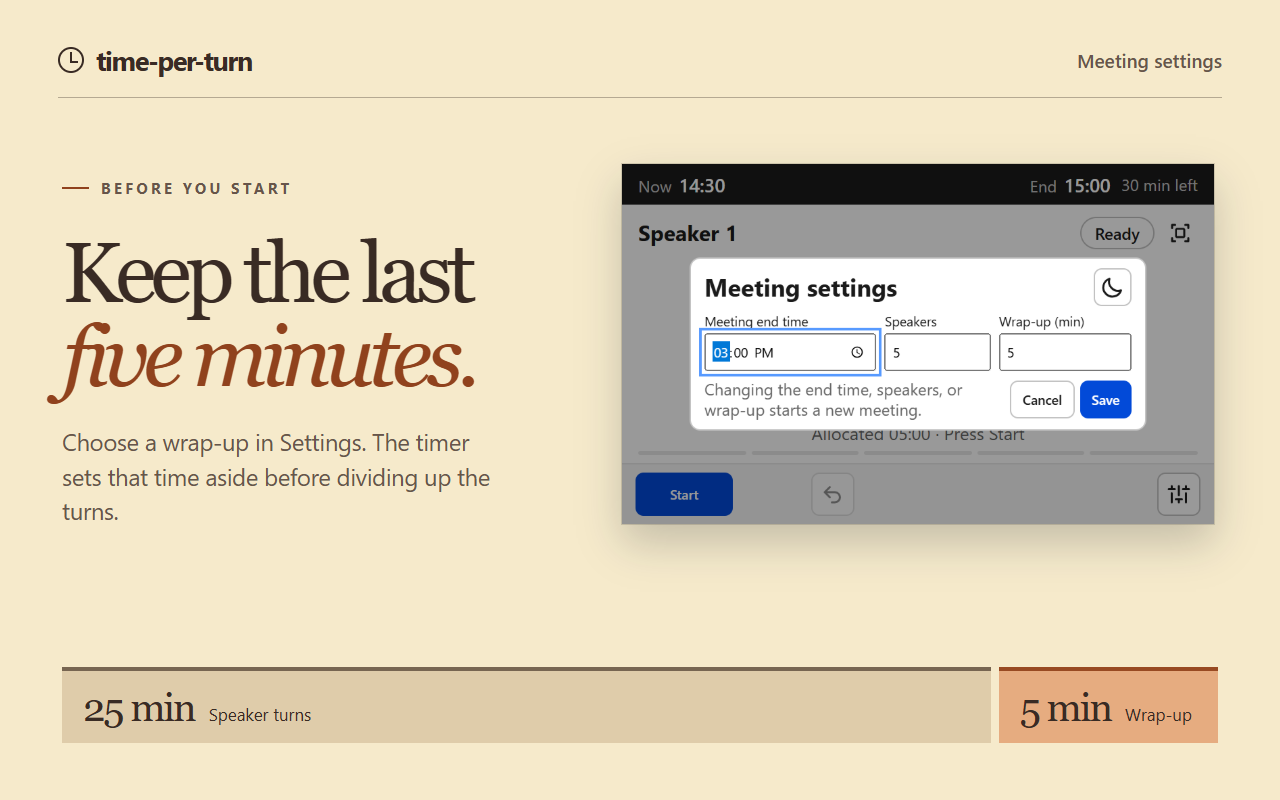 time-per-turn
Meeting settings
BEFORE YOU START
Keep the last
five minutes.
Choose a wrap-up in Settings. The timer
sets that time aside before dividing up the
turns.
Now 14:30
End 15:00 30 min left
Speaker 1
Ready
Meeting settings
Meeting end time
Speakers
Wrap-up (min)
03:00 PM
5
5
Changing the end time, speakers, or
wrap-up starts a new meeting.
Cancel
Save
Allocated 05:00 · Press Start
Start
25 min Speaker turns
5 min Wrap-up